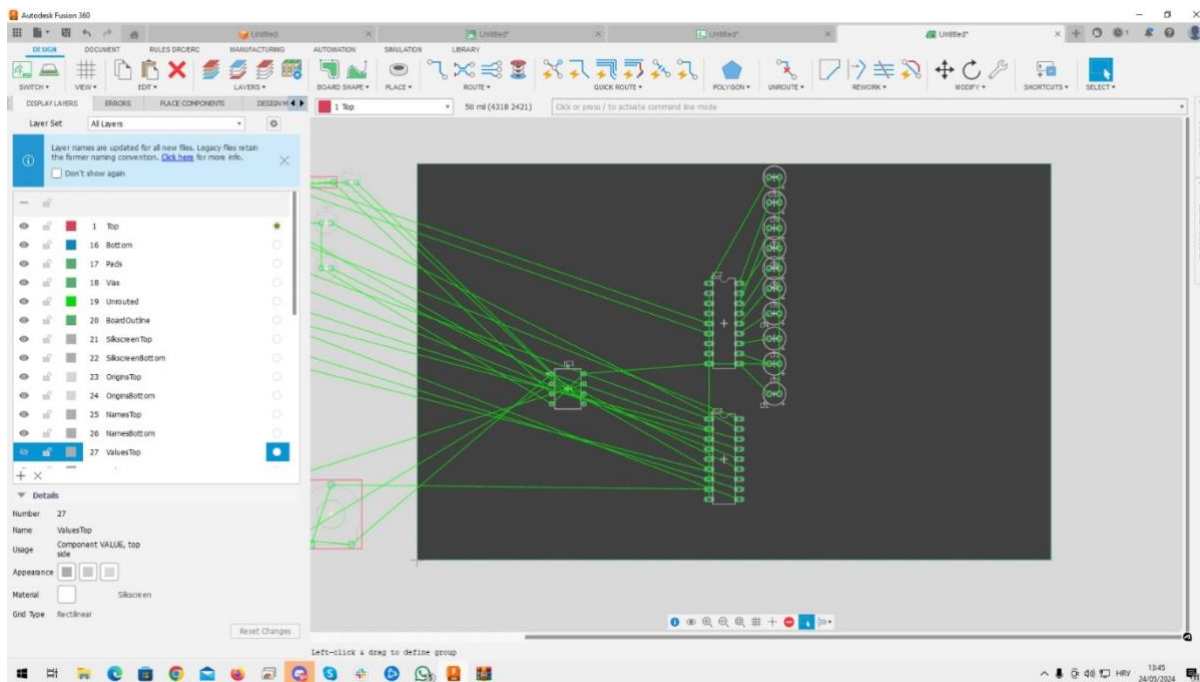 Autodesk Fusion 360
Untitled
Untitled*
Untitled*
Untitled*
DESIGN DOCUMENT RULES DRC/ERC MANUFACTURING AUTOMATION SIMULATION LIBRARY
SWITCH VIEW EDIT LAYERS BOARD SHAPE PLACE ROUTE QUICK ROUTE POLYGON UNROUTE REWORK MODIFY SHORTCUTS SELECT
DISPLAY LAYERS ERRORS PLACE COMPONENTS DESIGN M
1 Top 50 mil (4318 2421) Click or press / to activate command line mode
Layer Set All Layers
Layer names are updated for all new files. Legacy files retain
the former naming convention. Click here for more info.
Don't show again
1 Top
16 Bottom
17 Pads
18 Vias
19 Unrouted
20 BoardOutline
21 SilkscreenTop
22 SilkscreenBottom
23 OriginsTop
24 OriginsBottom
25 NamesTop
26 NamesBottom
27 ValuesTop
Details
Number 27
Name ValuesTop
Usage Component VALUE, top
side
Appearance
Material Silkscreen
Grid Type Rectilinear
Reset Changes
Left-click & drag to define group
HRV 13:45
24/05/2024